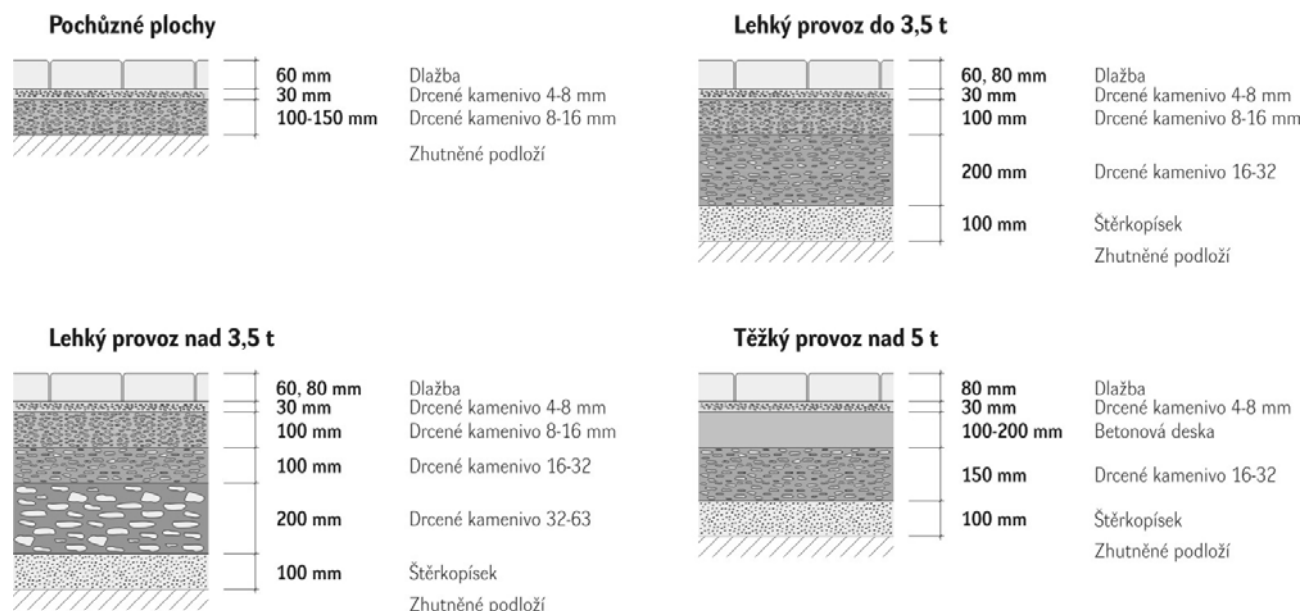 Pochůzné plochy
60 mm Dlažba
30 mm Drcené kamenivo 4-8 mm
100-150 mm Drcené kamenivo 8-16 mm
Zhutněné podloží
Lehký provoz do 3,5 t
60, 80 mm Dlažba
30 mm Drcené kamenivo 4-8 mm
100 mm Drcené kamenivo 8-16 mm
200 mm Drcené kamenivo 16-32
100 mm Štěrkopísek
Zhutněné podloží
Lehký provoz nad 3,5 t
60, 80 mm Dlažba
30 mm Drcené kamenivo 4-8 mm
100 mm Drcené kamenivo 8-16 mm
100 mm Drcené kamenivo 16-32
200 mm Drcené kamenivo 32-63
100 mm Štěrkopísek
Zhutněné podloží
Těžký provoz nad 5 t
80 mm Dlažba
30 mm Drcené kamenivo 4-8 mm
100-200 mm Betonová deska
150 mm Drcené kamenivo 16-32
100 mm Štěrkopísek
Zhutněné podloží